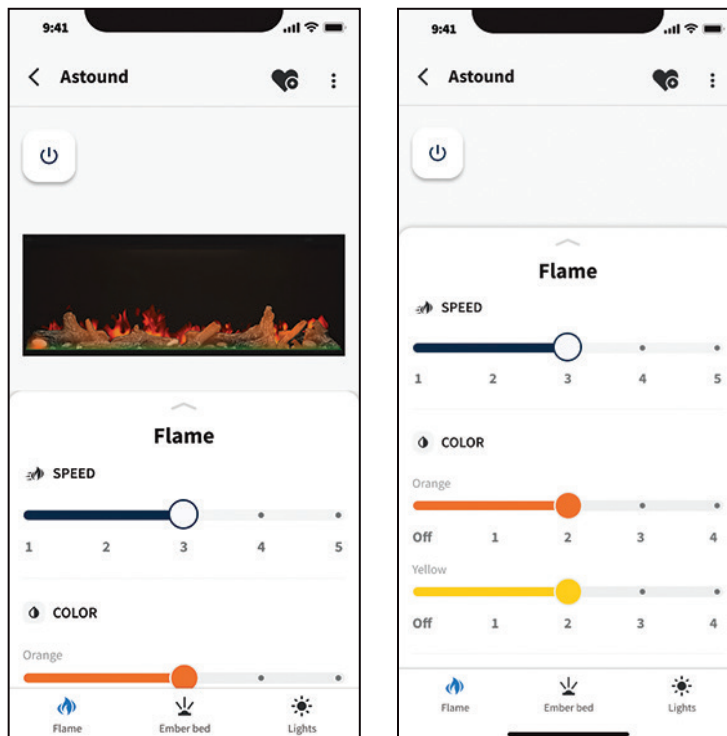 9:41
Astound
Flame
SPEED
1 2 3 4 5
COLOR
Orange
Flame Ember bed Lights
9:41
Astound
Flame
SPEED
1 2 3 4 5
COLOR
Orange
Off 1 2 3 4
Yellow
Off 1 2 3 4
Flame Ember bed Lights